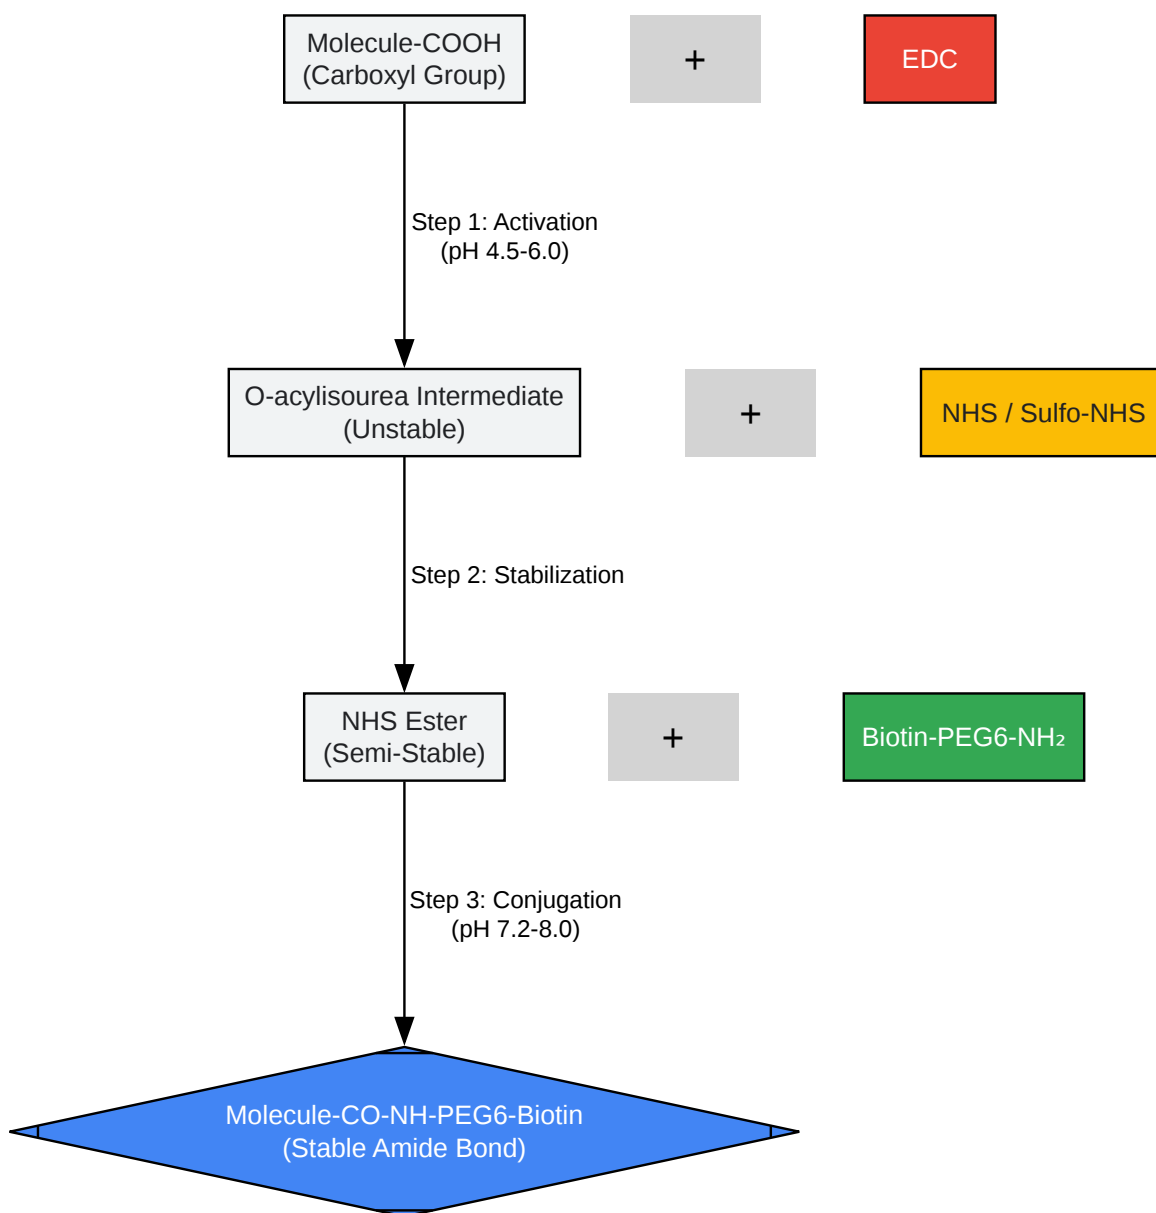 Molecule-COOH
(Carboxyl Group)
+
EDC
Step 1: Activation
(pH 4.5-6.0)
O-acylisourea Intermediate
(Unstable)
+
NHS / Sulfo-NHS
Step 2: Stabilization
NHS Ester
(Semi-Stable)
+
Biotin-PEG6-NH₂
Step 3: Conjugation
(pH 7.2-8.0)
Molecule-CO-NH-PEG6-Biotin
(Stable Amide Bond)